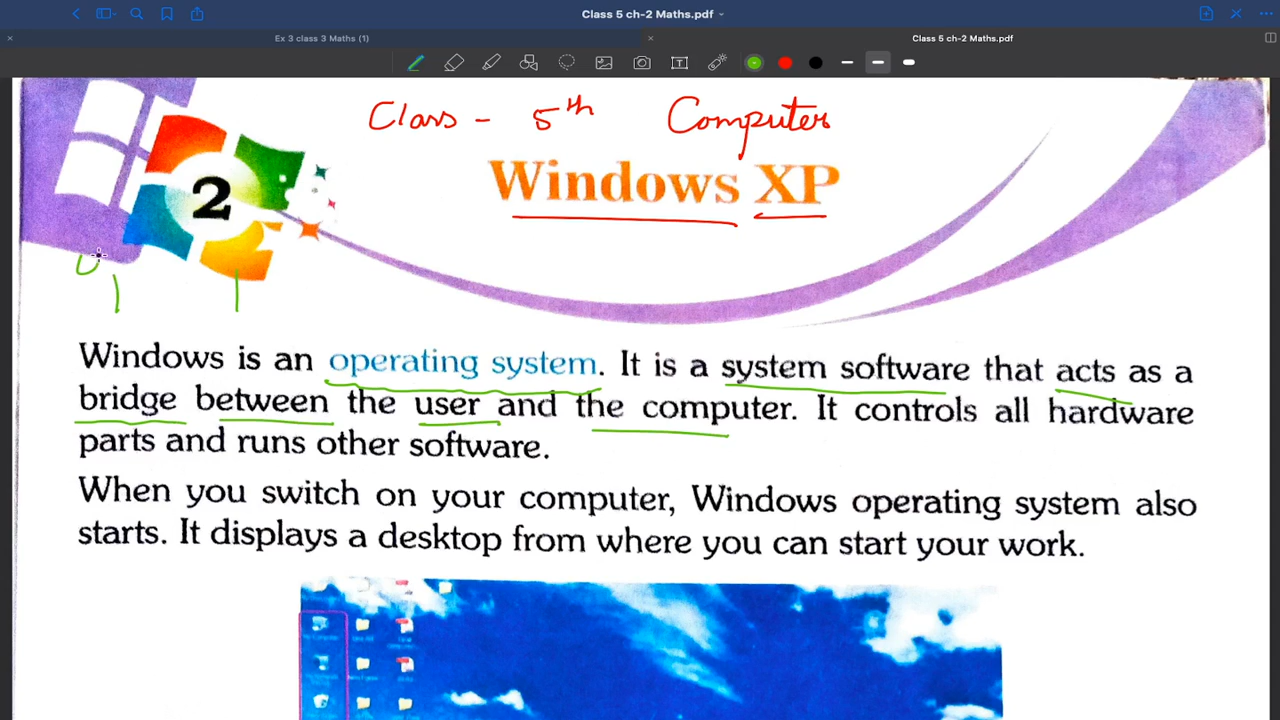 Class 5 ch-2 Maths.pdf
Ex 3 class 3 Maths (1)
Class 5 ch-2 Maths.pdf
Class - 5th Computer
Windows XP
2
Windows is an operating system. It is a system software that acts as a
bridge between the user and the computer. It controls all hardware
parts and runs other software.
When you switch on your computer, Windows operating system also
starts. It displays a desktop from where you can start your work.